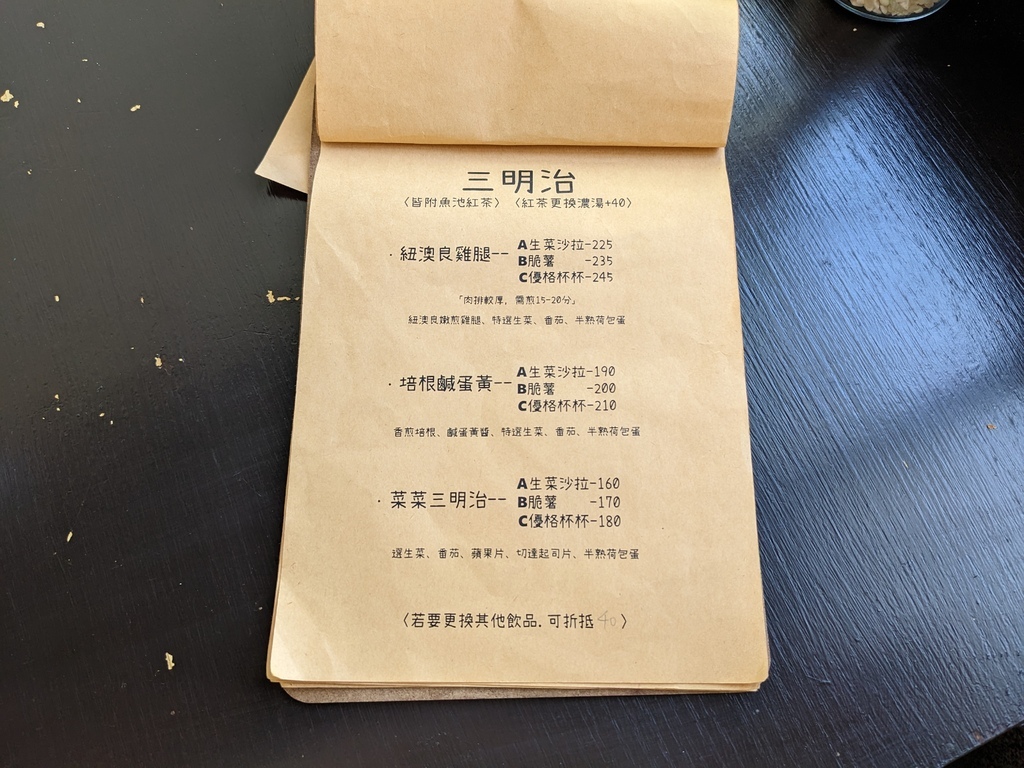 三明治
〈皆附魚池紅茶〉〈紅茶更換濃湯+40〉
·紐澳良雞腿-- A生菜沙拉-225
B脆薯 -235
C優格杯杯-245
「肉排較厚, 需煎15-20分」
紐澳良嫩煎雞腿、特選生菜、番茄、半熟荷包蛋
·培根鹹蛋黃-- A生菜沙拉-190
B脆薯 -200
C優格杯杯-210
香煎培根、鹹蛋黃醬、特選生菜、番茄、半熟荷包蛋
·菜菜三明治-- A生菜沙拉-160
B脆薯 -170
C優格杯杯-180
選生菜、番茄、蘋果片、切達起司片、半熟荷包蛋
〈若要更換其他飲品.可折抵40〉